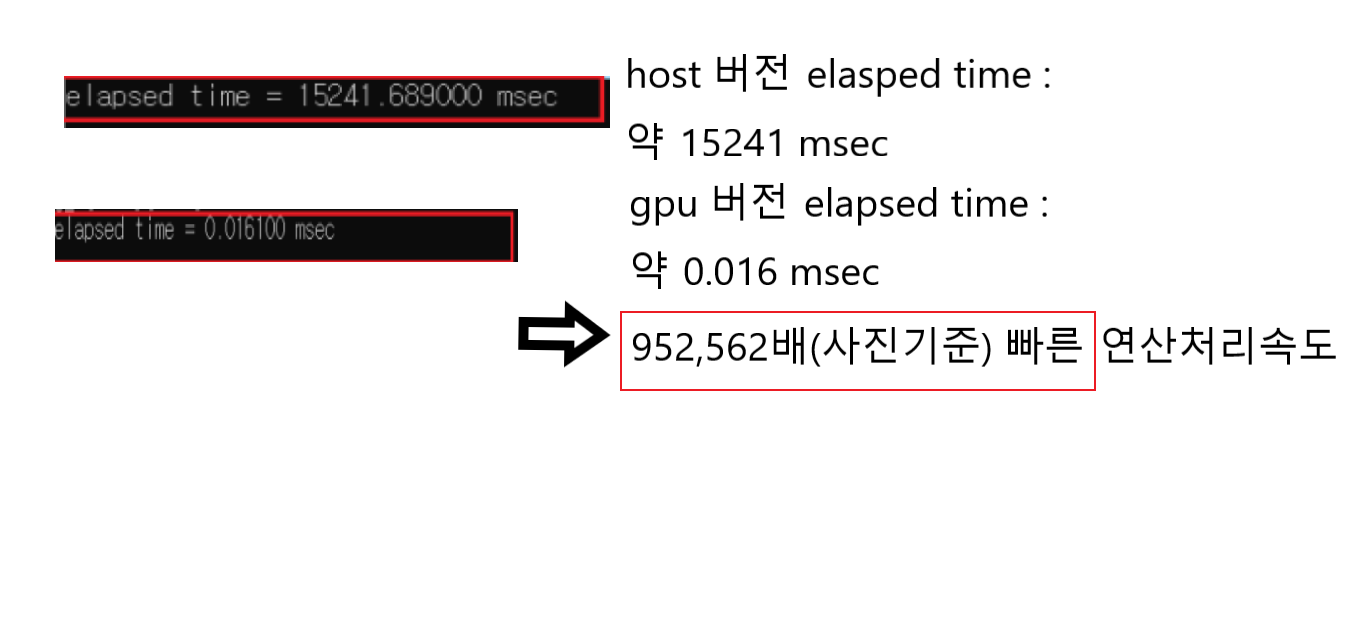 elapsed time = 15241.689000 msec
host 버전 elasped time :
약 15241 msec
elapsed time = 0.016100 msec
gpu 버전 elapsed time :
약 0.016 msec
952,562배(사진기준) 빠른 연산처리속도